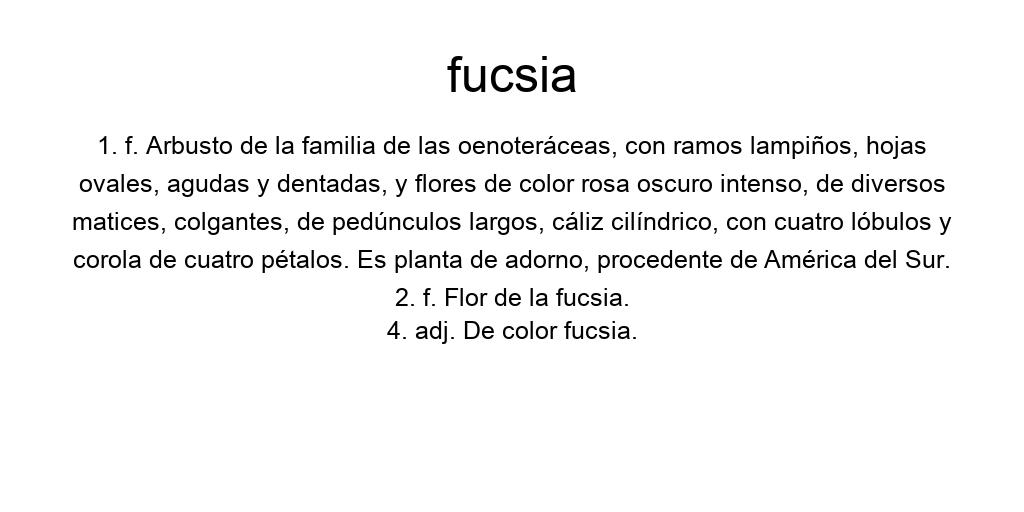 fucsia
1. f. Arbusto de la familia de las oenoteráceas, con ramos lampiños, hojas
ovales, agudas y dentadas, y flores de color rosa oscuro intenso, de diversos
matices, colgantes, de pedúnculos largos, cáliz cilíndrico, con cuatro lóbulos y
corola de cuatro pétalos. Es planta de adorno, procedente de América del Sur.
2. f. Flor de la fucsia.
4. adj. De color fucsia.